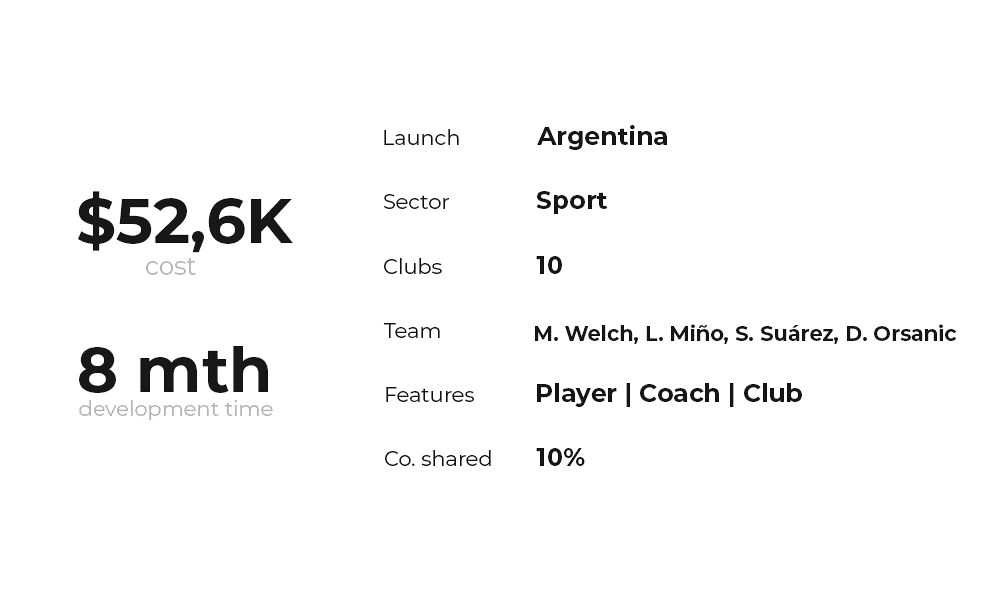 $52,6K
cost
8 mth
development time
Launch Argentina
Sector Sport
Clubs 10
Team M. Welch, L. Miño, S. Suárez, D. Orsanic
Features Player | Coach | Club
Co. shared 10%